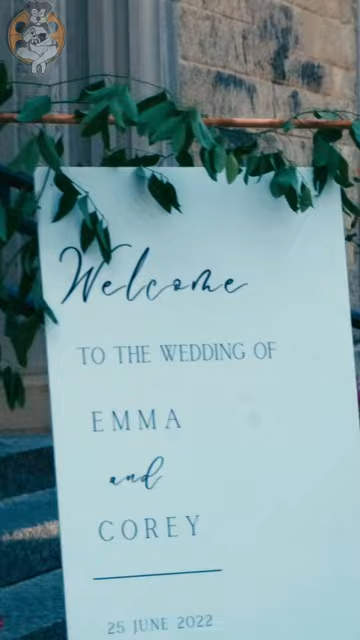 Welcome
TO THE WEDDING OF
EMMA
and
COREY
25 JUNE 2022